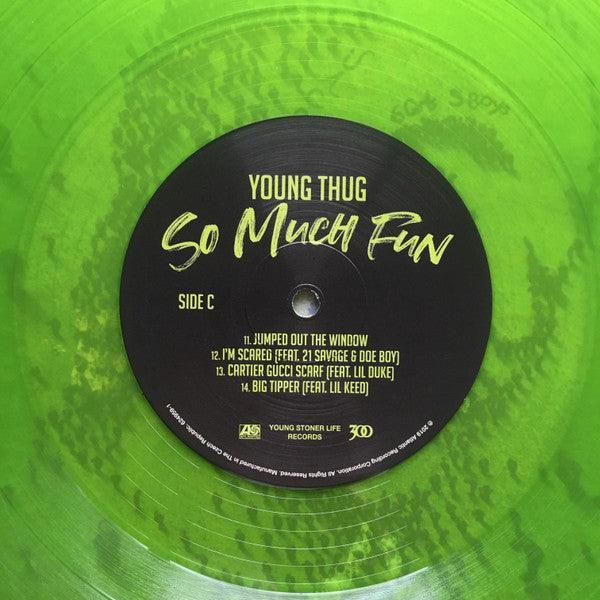 YOUNG THUG
So Much Fun
SIDE C
11. JUMPED OUT THE WINDOW
12. I'M SCARED (FEAT. 21 SAVAGE & DOE BOY)
13. CARTIER GUCCI SCARF (FEAT. LIL DUKE)
14. BIG TIPPER (FEAT. LIL KEED)
YOUNG STONER LIFE
RECORDS
300
℗ 2019 Atlantic Recording Corporation. All Rights Reserved. Manufactured in The Czech Republic. 624959-1